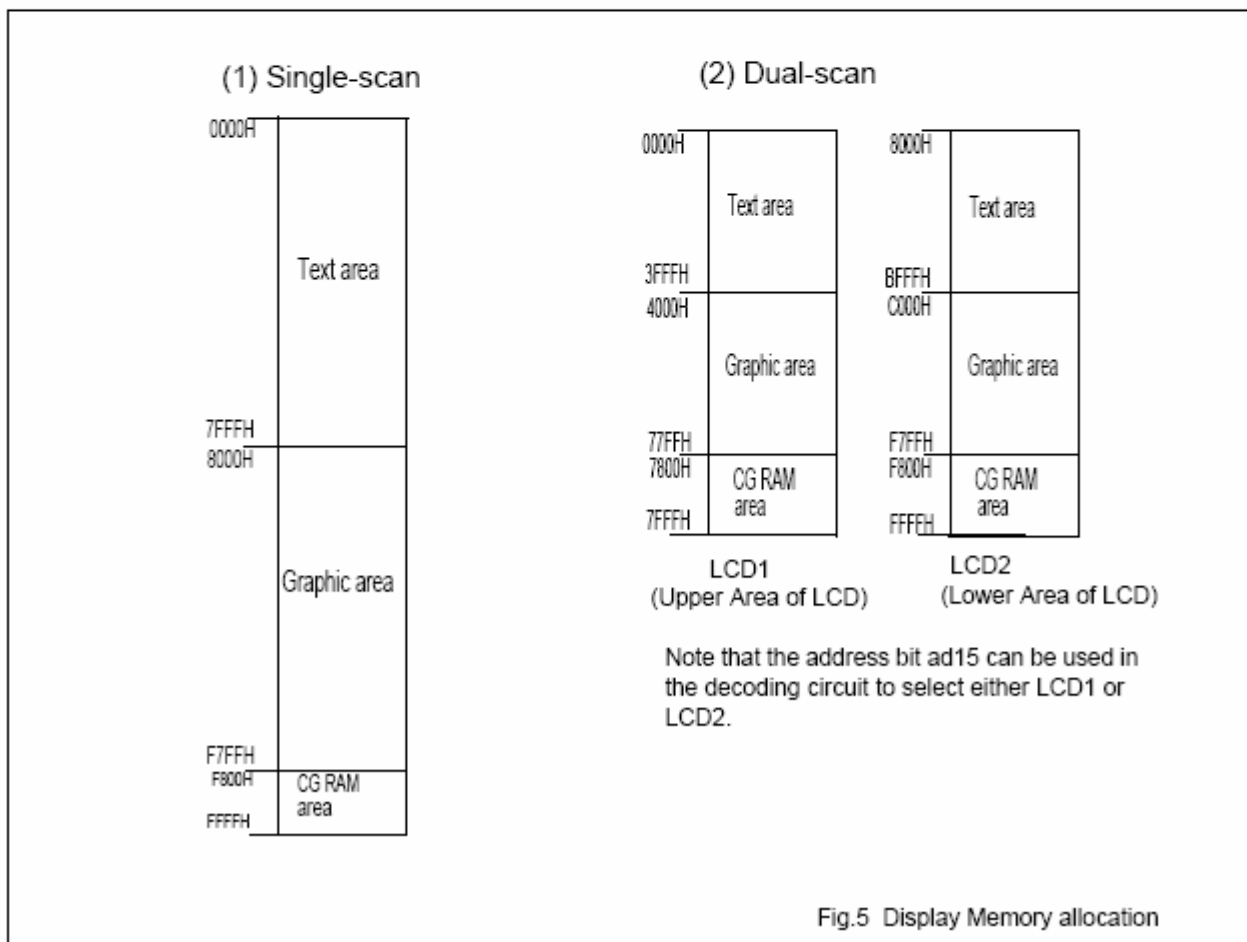 (1) Single-scan
0000H
Text area
7FFFH
8000H
Graphic area
F7FFH
F800H
CG RAM
area
FFFFH
(2) Dual-scan
0000H
Text area
3FFFH
4000H
Graphic area
77FFH
7800H
CG RAM
area
7FFFH
LCD1
(Upper Area of LCD)
8000H
Text area
BFFFH
C000H
Graphic area
F7FFH
F800H
CG RAM
area
FFFFH
LCD2
(Lower Area of LCD)
Note that the address bit ad15 can be used in
the decoding circuit to select either LCD1 or
LCD2.
Fig.5 Display Memory allocation